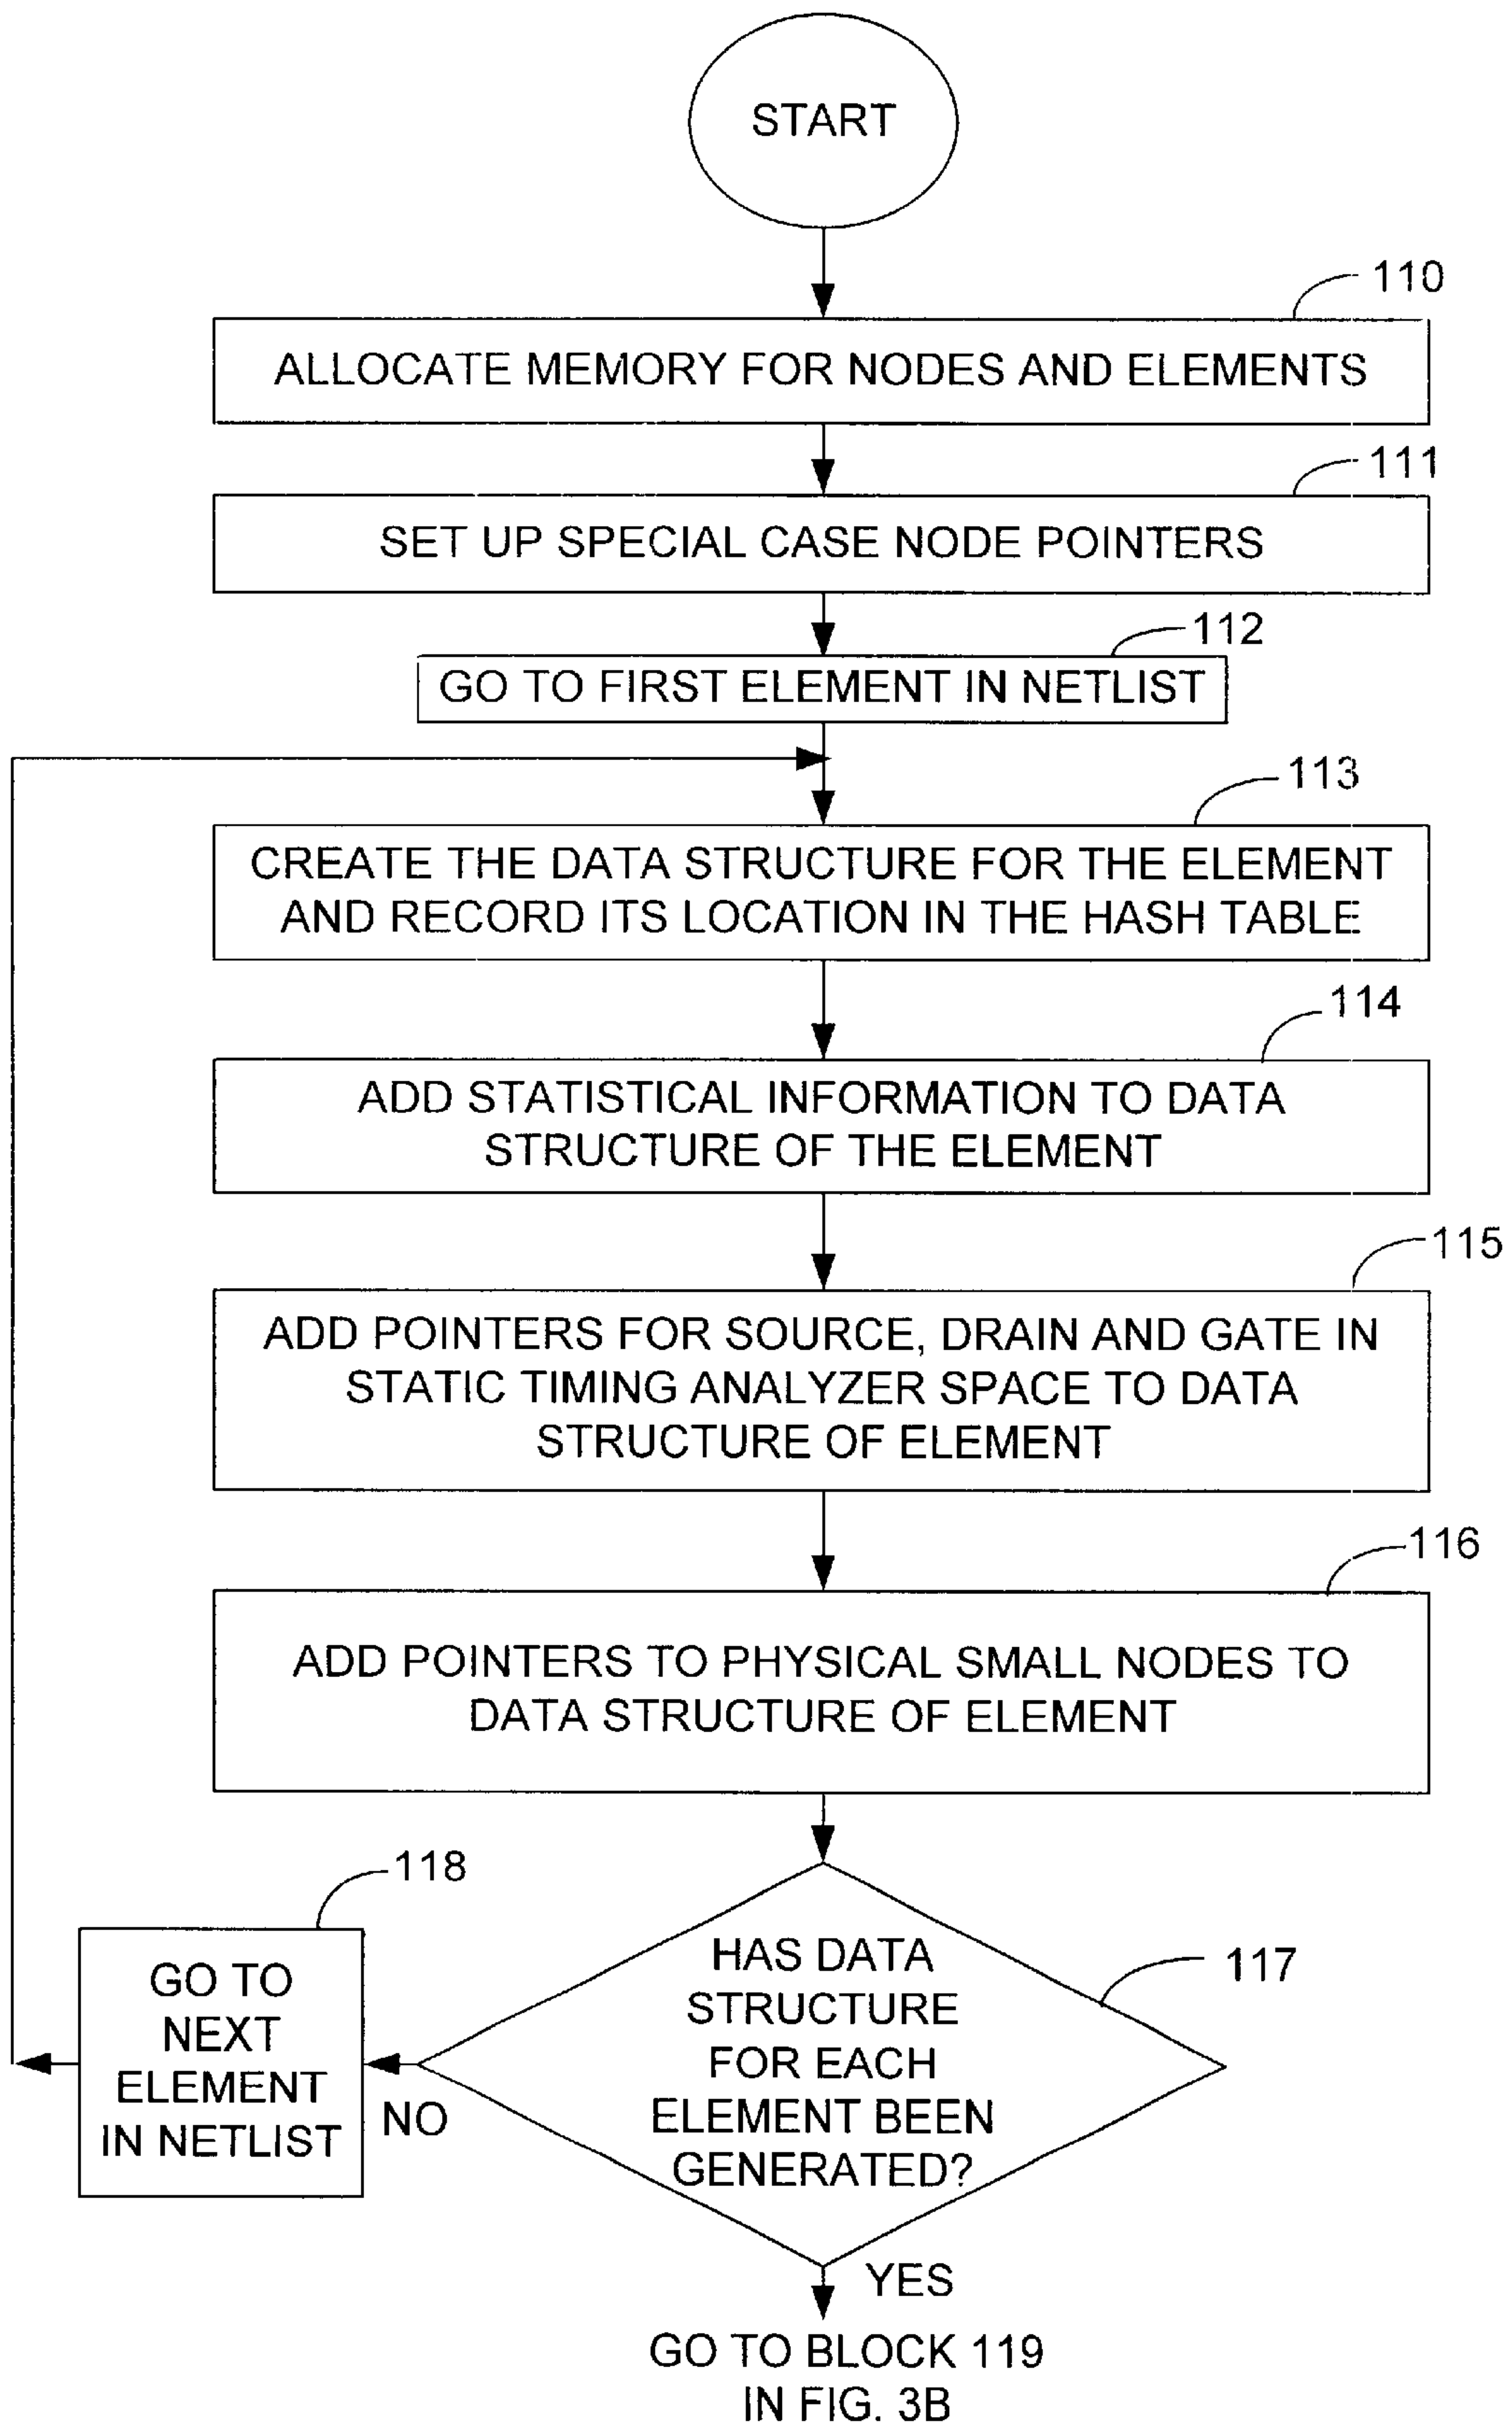 START
110
ALLOCATE MEMORY FOR NODES AND ELEMENTS
111
SET UP SPECIAL CASE NODE POINTERS
112
GO TO FIRST ELEMENT IN NETLIST
113
CREATE THE DATA STRUCTURE FOR THE ELEMENT
AND RECORD ITS LOCATION IN THE HASH TABLE
114
ADD STATISTICAL INFORMATION TO DATA
STRUCTURE OF THE ELEMENT
115
ADD POINTERS FOR SOURCE, DRAIN AND GATE IN
STATIC TIMING ANALYZER SPACE TO DATA
STRUCTURE OF ELEMENT
116
ADD POINTERS TO PHYSICAL SMALL NODES TO
DATA STRUCTURE OF ELEMENT
117
HAS DATA
STRUCTURE
FOR EACH
ELEMENT BEEN
GENERATED?
NO
118
GO TO
NEXT
ELEMENT
IN NETLIST
YES
GO TO BLOCK 119
IN FIG. 3B